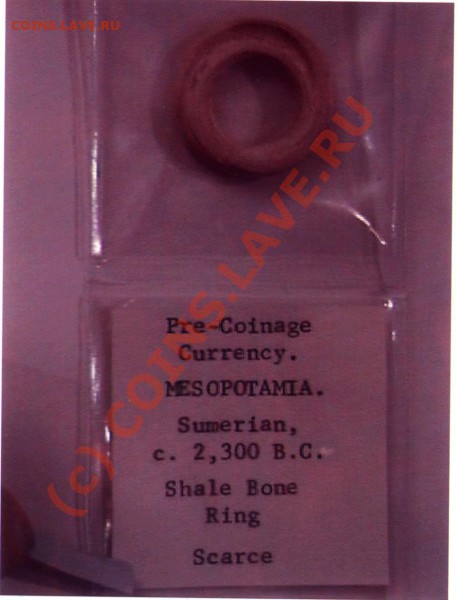 COINS.LAVE.RU
(c) COINS.LAVE.RU
Pre-Coinage
Currency.
MESOPOTAMIA.
Sumerian,
c. 2,300 B.C.
Shale Bone
Ring
Scarce